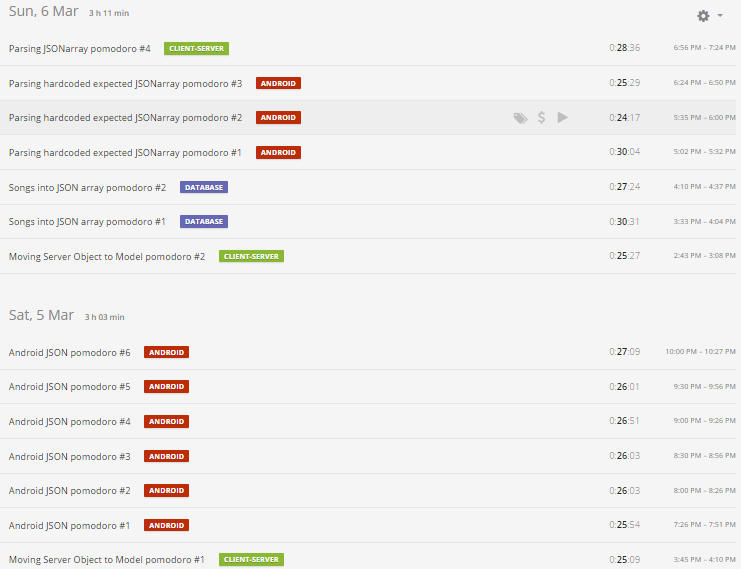 Sun, 6 Mar 3 h 11 min
Parsing JSONarray pomodoro #4 CLIENT-SERVER 0:28:36 6:56 PM – 7:24 PM
Parsing hardcoded expected JSONarray pomodoro #3 ANDROID 0:25:29 6:24 PM – 6:50 PM
Parsing hardcoded expected JSONarray pomodoro #2 ANDROID $ 0:24:17 5:35 PM – 6:00 PM
Parsing hardcoded expected JSONarray pomodoro #1 ANDROID 0:30:04 5:02 PM – 5:32 PM
Songs into JSON array pomodoro #2 DATABASE 0:27:24 4:10 PM – 4:37 PM
Songs into JSON array pomodoro #1 DATABASE 0:30:31 3:33 PM – 4:04 PM
Moving Server Object to Model pomodoro #2 CLIENT-SERVER 0:25:27 2:43 PM – 3:08 PM
Sat, 5 Mar 3 h 03 min
Android JSON pomodoro #6 ANDROID 0:27:09 10:00 PM – 10:27 PM
Android JSON pomodoro #5 ANDROID 0:26:01 9:30 PM – 9:56 PM
Android JSON pomodoro #4 ANDROID 0:26:51 9:00 PM – 9:26 PM
Android JSON pomodoro #3 ANDROID 0:26:03 8:30 PM – 8:56 PM
Android JSON pomodoro #2 ANDROID 0:26:03 8:00 PM – 8:26 PM
Android JSON pomodoro #1 ANDROID 0:25:54 7:26 PM – 7:51 PM
Moving Server Object to Model pomodoro #1 CLIENT-SERVER 0:25:09 3:45 PM – 4:10 PM